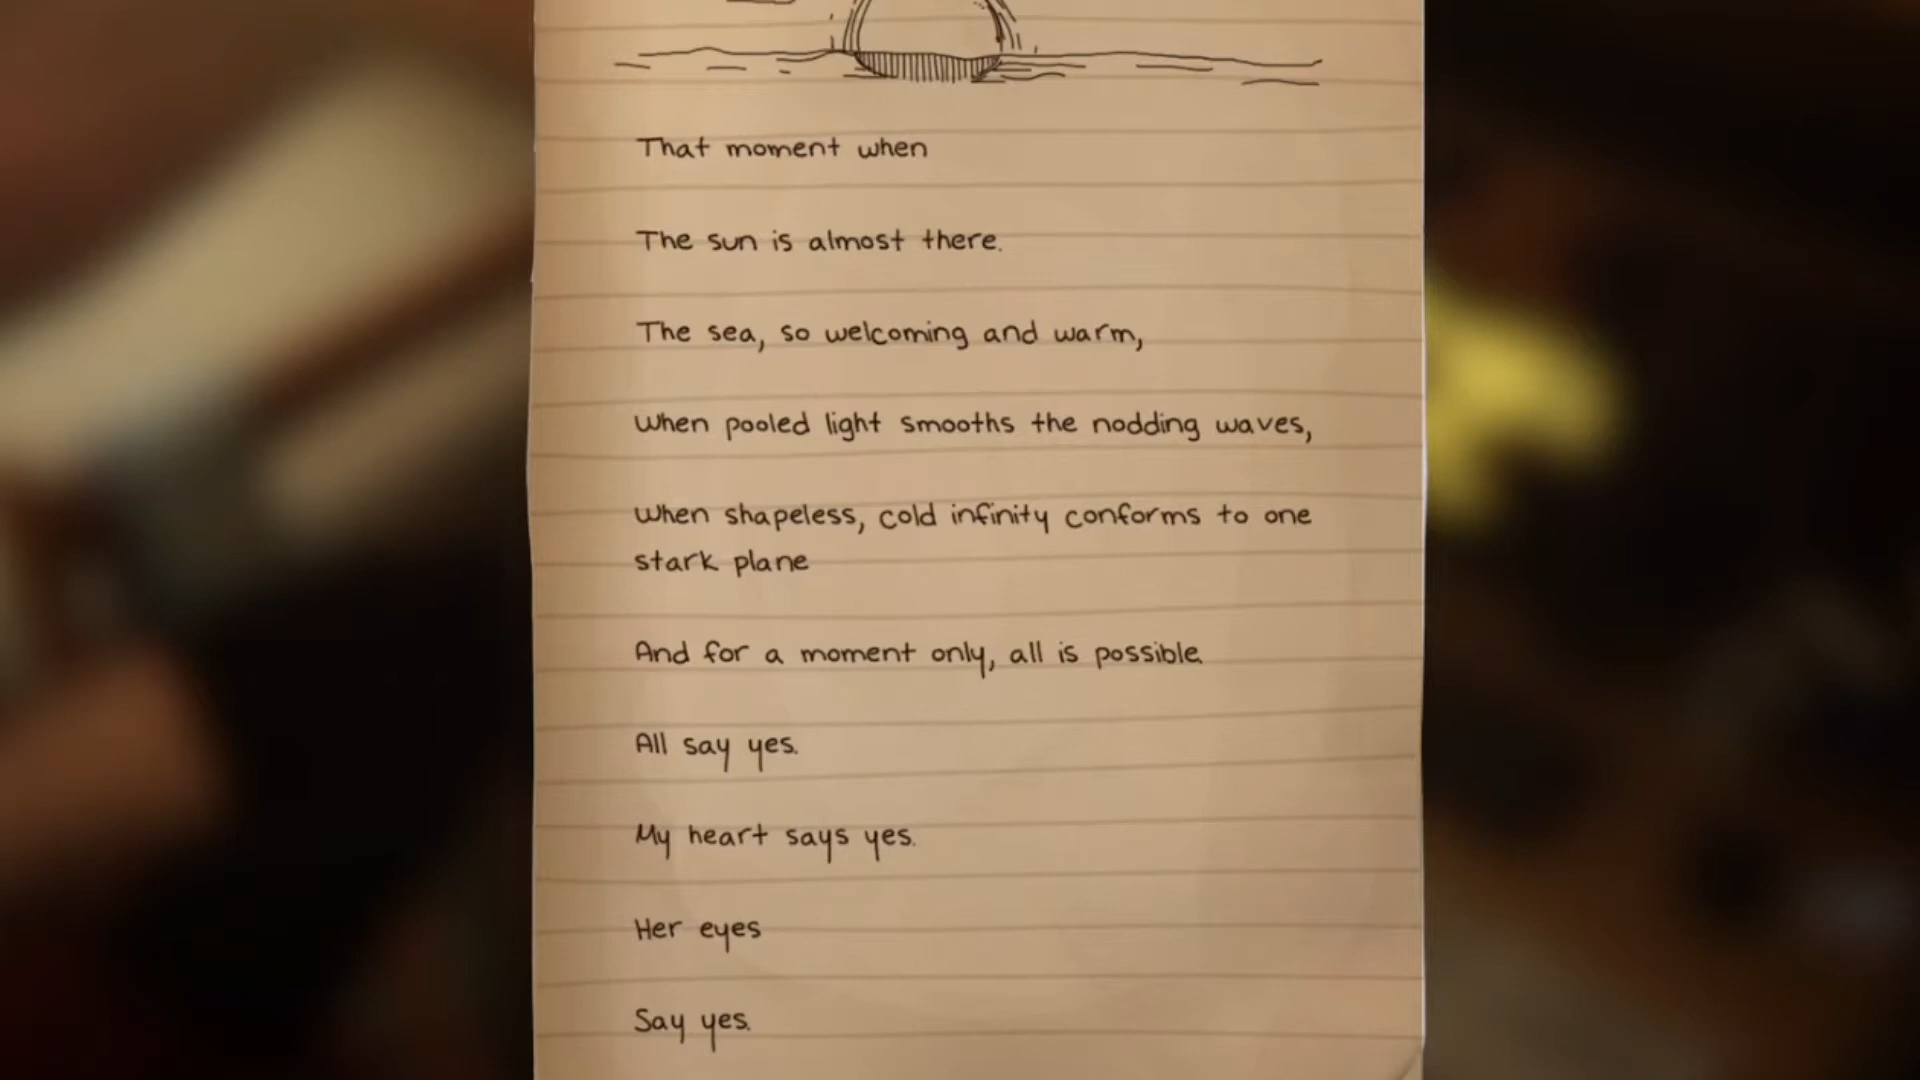 That moment when
The sun is almost there.
The sea, so welcoming and warm,
When pooled light smooths the nodding waves,
When shapeless, cold infinity conforms to one
stark plane
And for a moment only, all is possible.
All say yes.
My heart says yes.
Her eyes
Say yes.